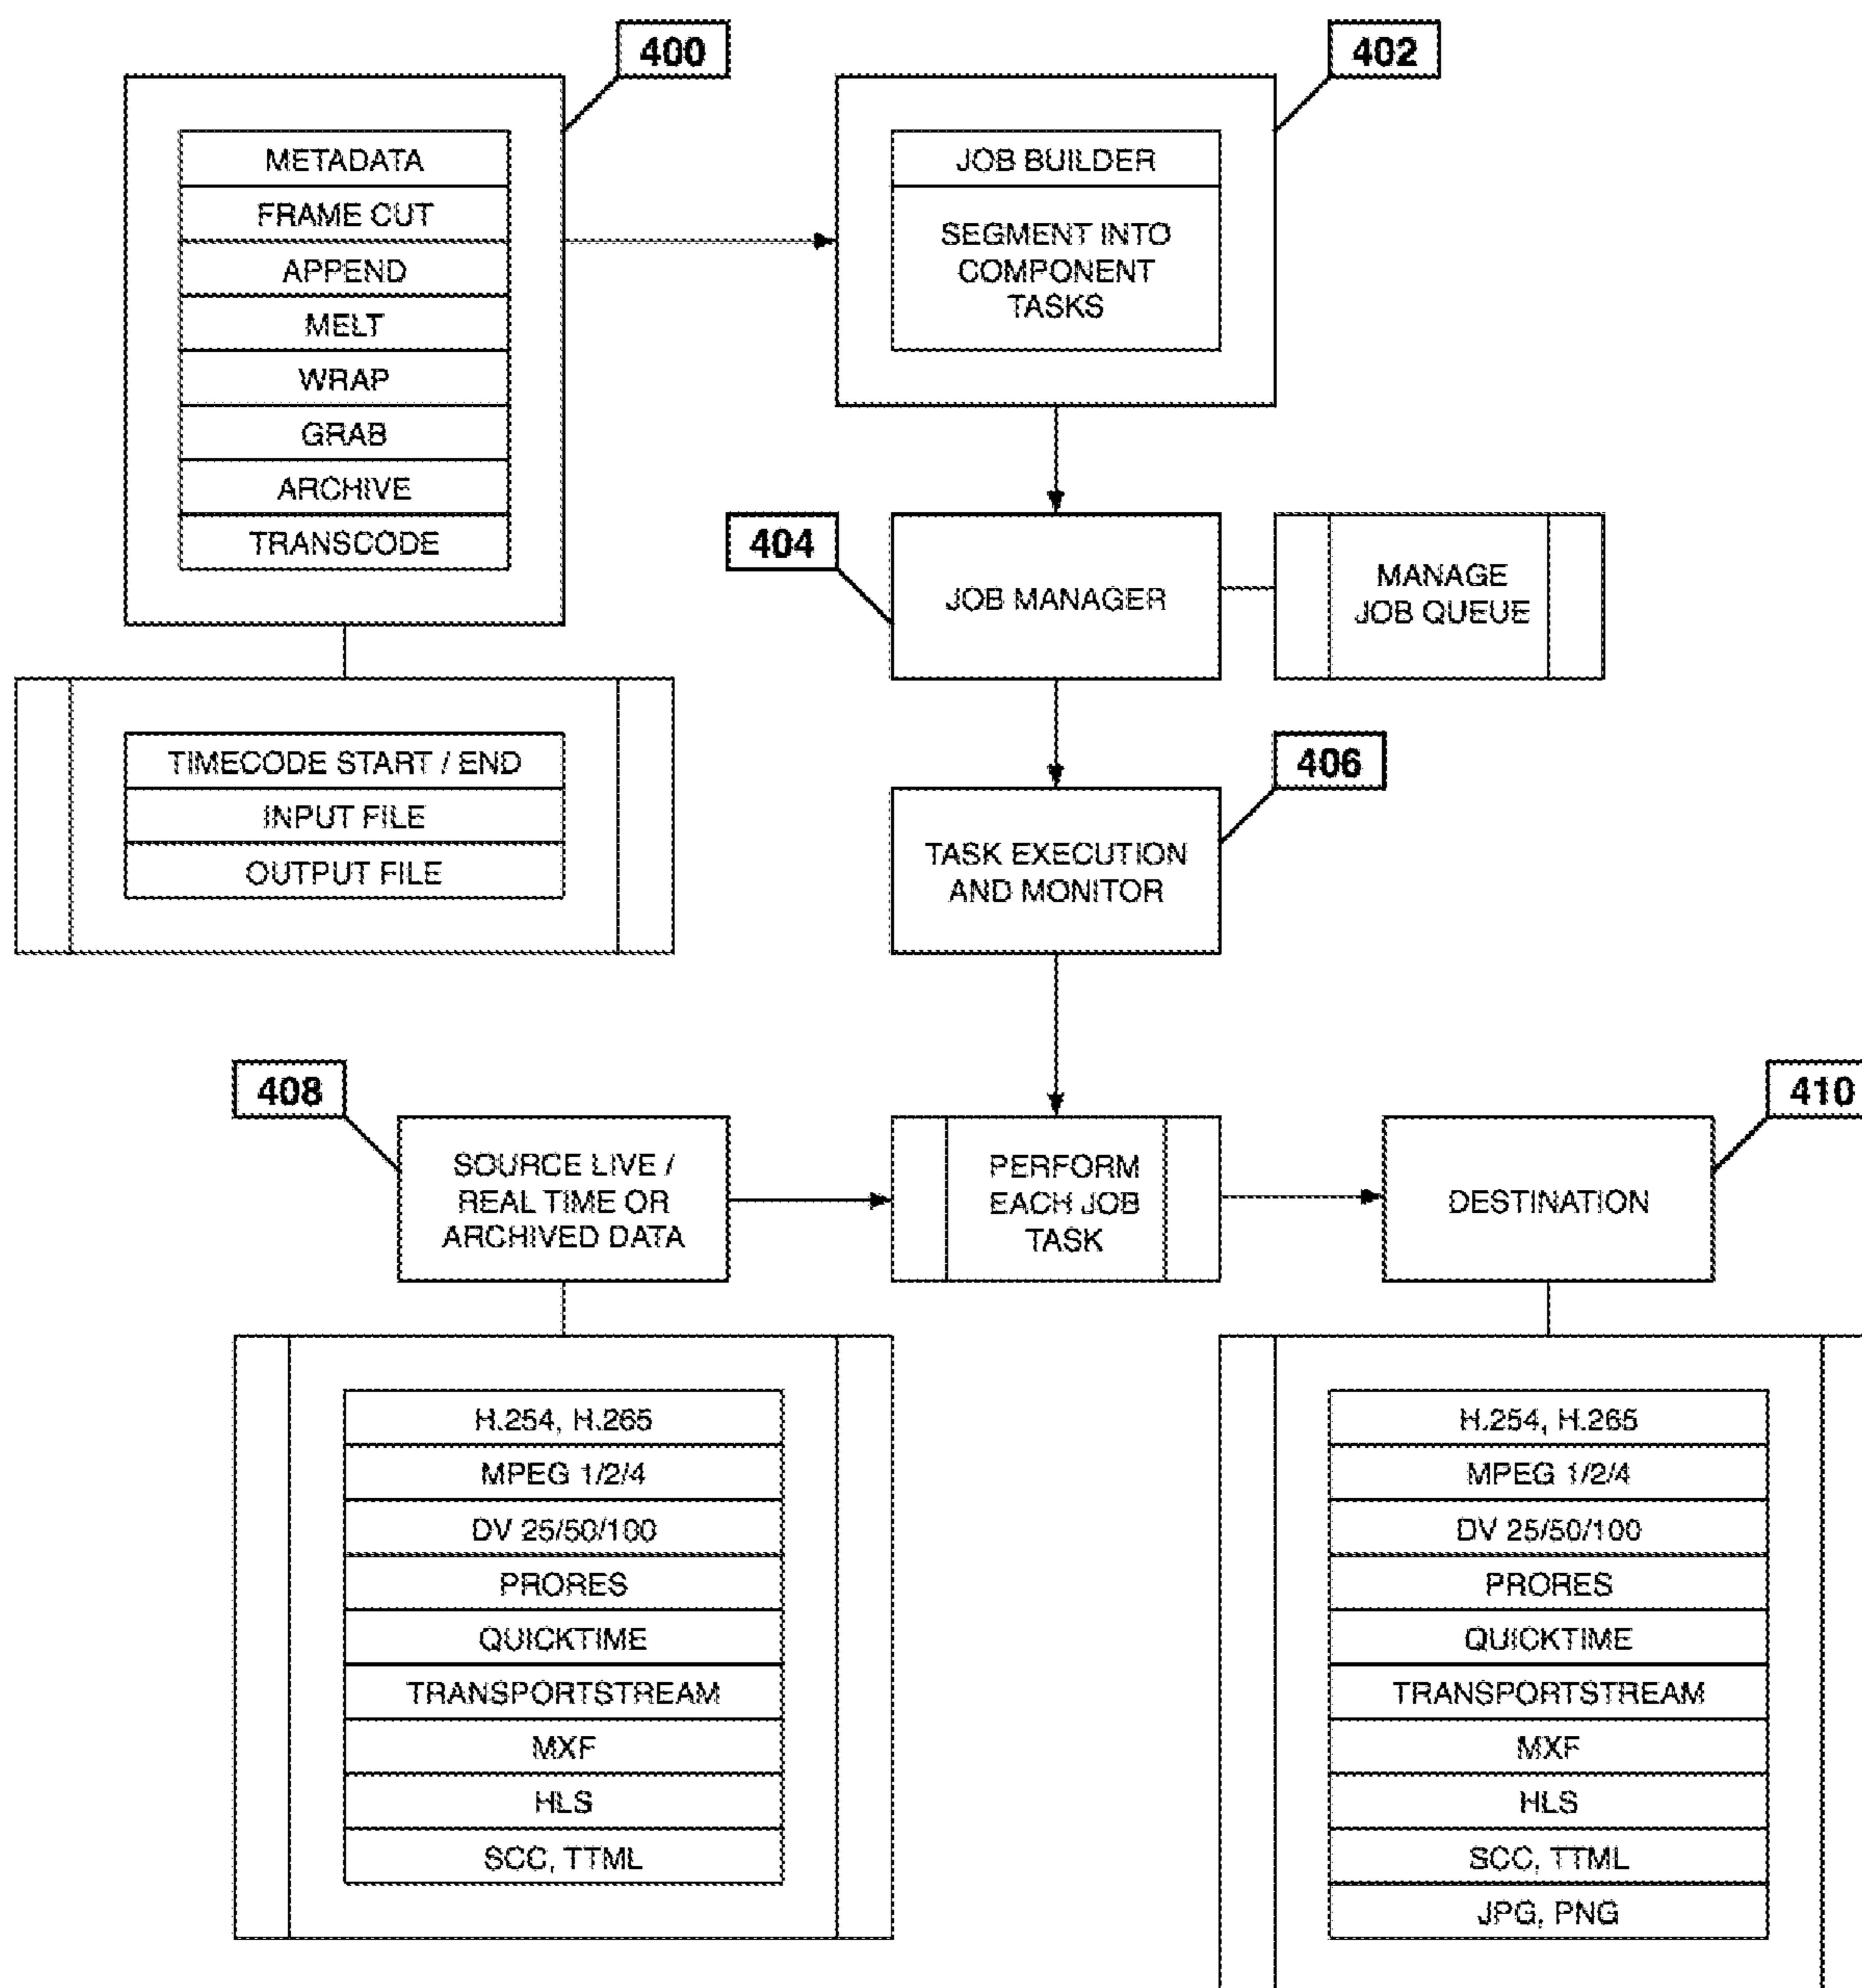 400
METADATA
FRAME CUT
APPEND
MELT
WRAP
GRAB
ARCHIVE
TRANSCODE
TIMECODE START / END
INPUT FILE
OUTPUT FILE
402
JOB BUILDER
SEGMENT INTO
COMPONENT
TASKS
404
JOB MANAGER
MANAGE
JOB QUEUE
406
TASK EXECUTION
AND MONITOR
408
SOURCE LIVE /
REAL TIME OR
ARCHIVED DATA
PERFORM
EACH JOB
TASK
410
DESTINATION
H.254, H.265
MPEG 1/2/4
DV 25/50/100
PRORES
QUICKTIME
TRANSPORTSTREAM
MXF
HLS
SCC, TTML
H.254, H.265
MPEG 1/2/4
DV 25/50/100
PRORES
QUICKTIME
TRANSPORTSTREAM
MXF
HLS
SCC, TTML
JPG, PNG